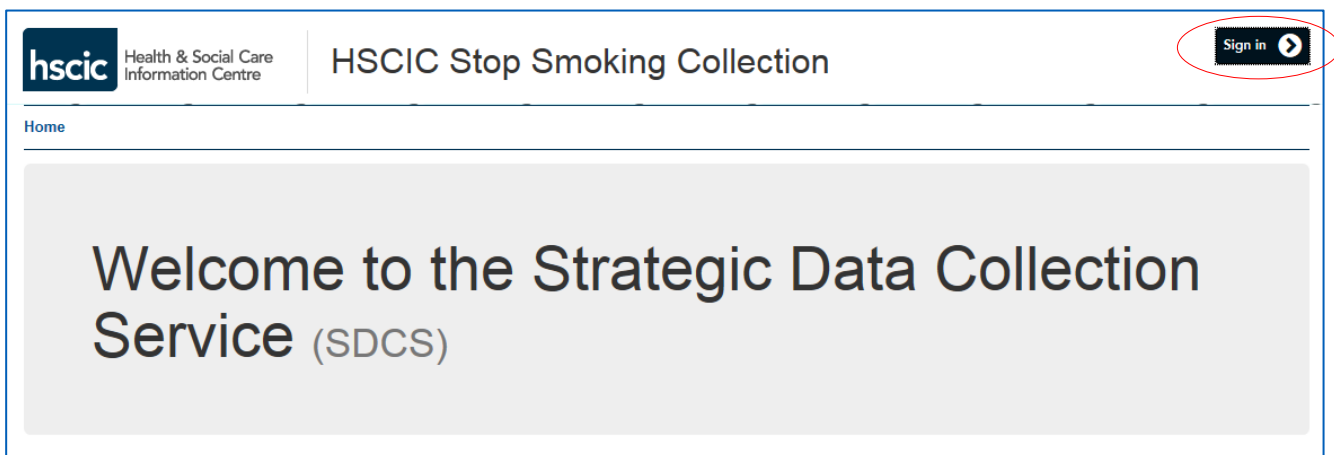 hscic Health & Social Care
Information Centre
HSCIC Stop Smoking Collection
Sign in
Home
Welcome to the Strategic Data Collection
Service (SDCS)